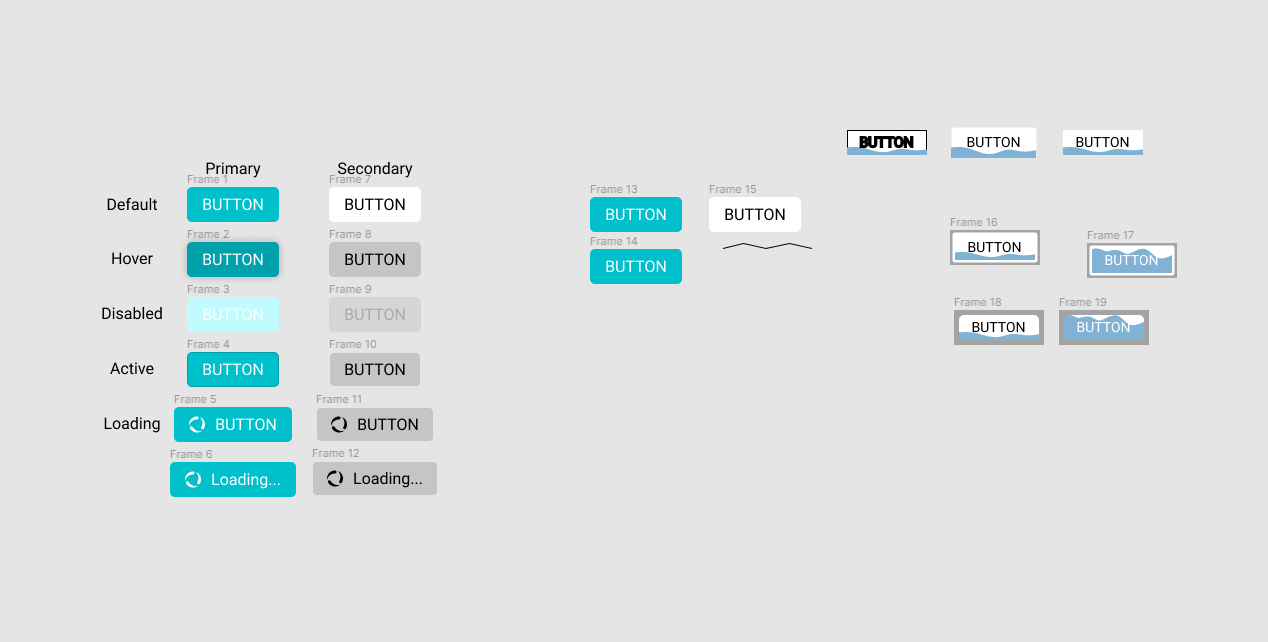 Primary
Secondary
Frame 1
Frame 7
Default
BUTTON
BUTTON
Frame 2
Frame 8
Hover
BUTTON
BUTTON
Frame 3
Frame 9
Disabled
BUTTON
BUTTON
Frame 4
Frame 10
Active
BUTTON
BUTTON
Frame 5
Frame 11
Loading
BUTTON
BUTTON
Frame 6
Frame 12
Loading...
Loading...
Frame 13
Frame 15
BUTTON
BUTTON
Frame 14
BUTTON
BUTTON
BUTTON
BUTTON
Frame 16
BUTTON
Frame 17
BUTTON
Frame 18
Frame 19
BUTTON
BUTTON